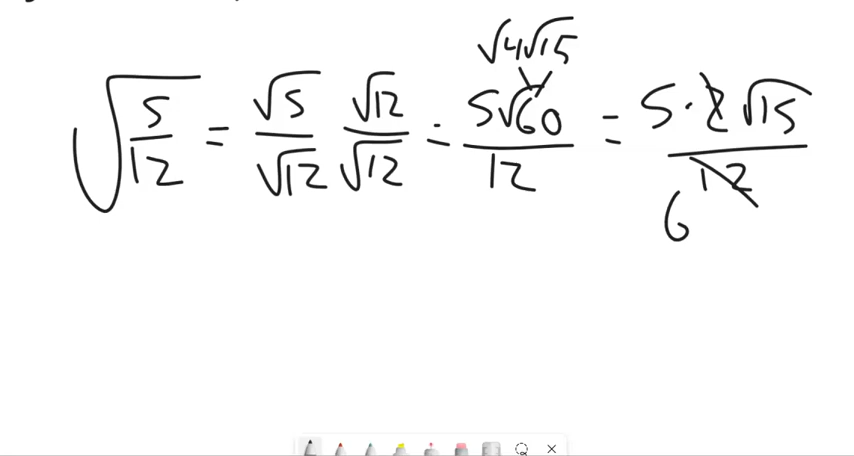 √4√15
√(5/12) = √5/√12 √12/√12 = 5√60/12 = 5·2√15/12
6